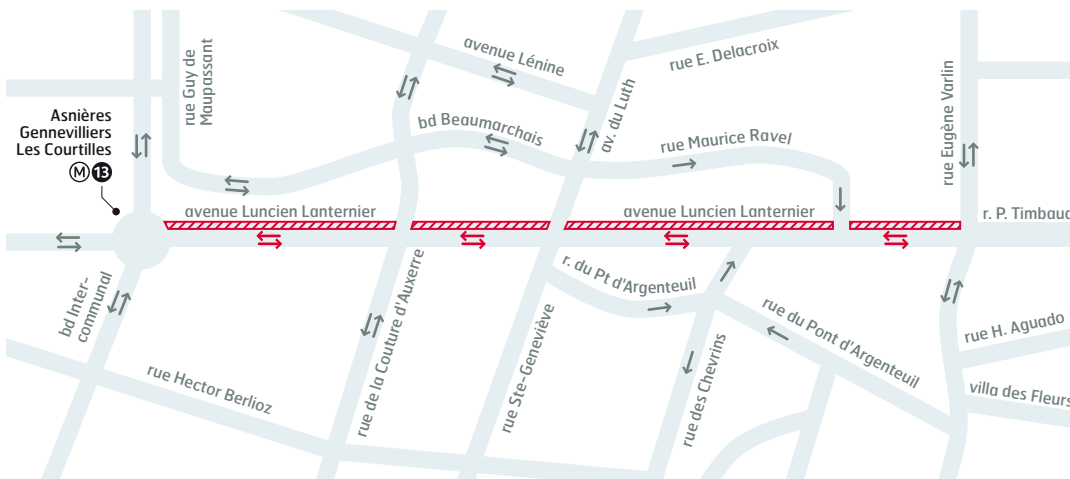 avenue Lénine
rue E. Delacroix
rue Guy de
Maupassant
av. du Luth
rue Eugène Varlin
Asnières
Gennevilliers
Les Courtilles
M 13
bd Beaumarchais
rue Maurice Ravel
avenue Luncien Lanternier
avenue Luncien Lanternier
r. P. Timbaud
bd Inter-
communal
r. du Pt d'Argenteuil
rue de la Couture d'Auxerre
rue Ste-Geneviève
rue des Chevrins
rue du Pont d'Argenteuil
rue H. Aguado
rue Hector Berlioz
villa des Fleurs